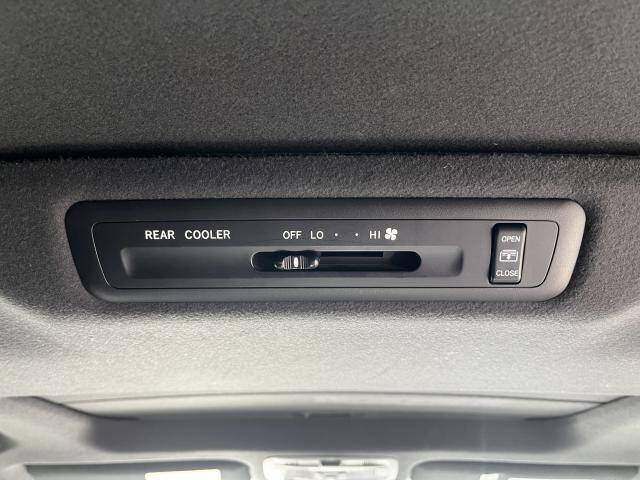 REAR COOLER OFF LO · · HI
OPEN
CLOSE